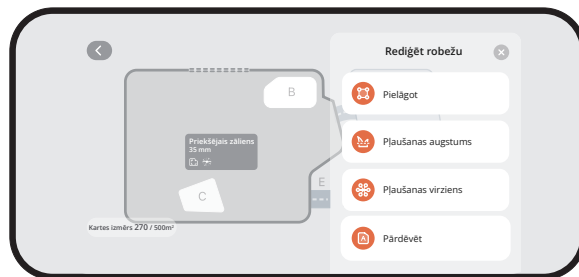 Rediģēt robežu
B
Pielāgot
Priekšējais zāliens
35 mm
Pļaušanas augstums
E
Pļaušanas virziens
C
Kartes izmērs 270 / 500m²
A
Pārdēvēt